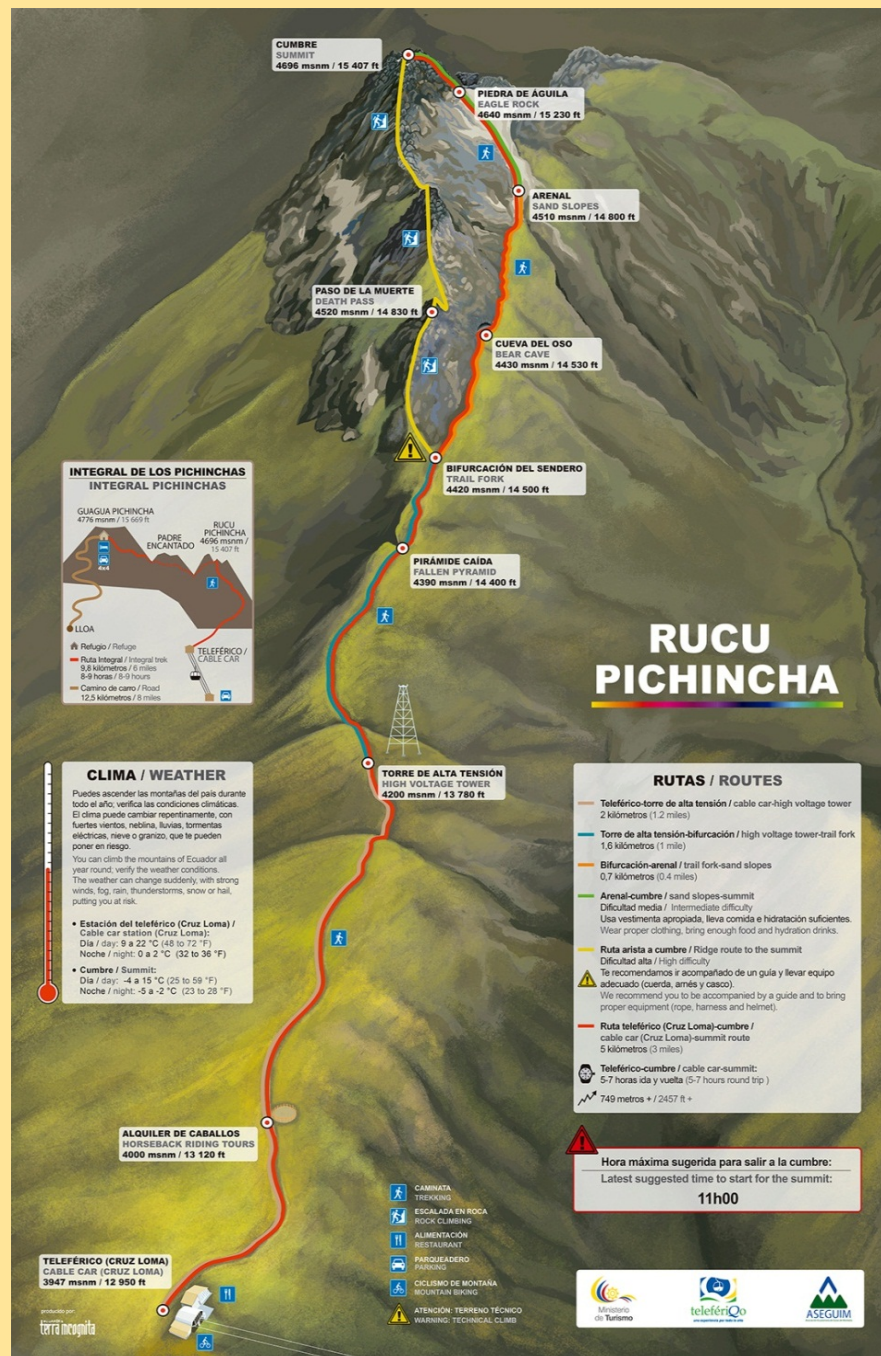 CUMBRE
SUMMIT
4696 msnm / 15 407 ft
PIEDRA DE ÁGUILA
EAGLE ROCK
4640 msnm / 15 230 ft
ARENAL
SAND SLOPES
4510 msnm / 14 800 ft
PASO DE LA MUERTE
DEATH PASS
4520 msnm / 14 830 ft
CUEVA DEL OSO
BEAR CAVE
4430 msnm / 14 530 ft
BIFURCACIÓN DEL SENDERO
TRAIL FORK
4420 msnm / 14 500 ft
PIRÁMIDE CAÍDA
FALLEN PYRAMID
4390 msnm / 14 400 ft
INTEGRAL DE LOS PICHINCHAS
INTEGRAL PICHINCHAS
GUAGUA PICHINCHA
4776 msnm / 15 669 ft
PADRE
ENCANTADO
RUCU
PICHINCHA
4696 msnm /
15 407 ft
4x4
LLOA
TELEFÉRICO /
CABLE CAR
Refugio / Refuge
Ruta Integral / Integral trek
9,8 kilómetros / 6 miles
8-9 horas / 8-9 hours
Camino de carro / Road
12,5 kilómetros / 8 miles
RUCU
PICHINCHA
TORRE DE ALTA TENSIÓN
HIGH VOLTAGE TOWER
4200 msnm / 13 780 ft
CLIMA / WEATHER
Puedes ascender las montañas del país durante
todo el año; verifica las condiciones climáticas.
El clima puede cambiar repentinamente, con
fuertes vientos, neblina, lluvias, tormentas
eléctricas, nieve o granizo, que te pueden
poner en riesgo.
You can climb the mountains of Ecuador all
year round; verify the weather conditions.
The weather can change suddenly, with strong
winds, fog, rain, thunderstorms, snow or hail,
putting you at risk.
• Estación del teleférico (Cruz Loma) /
Cable car station (Cruz Loma):
Día / day: 9 a 22 °C (48 to 72 °F)
Noche / night: 0 a 2 °C (32 to 36 °F)
• Cumbre / Summit:
Día / day: -4 a 15 °C (25 to 59 °F)
Noche / night: -5 a -2 °C (23 to 28 °F)
RUTAS / ROUTES
Teleférico-torre de alta tensión / cable car-high voltage tower
2 kilómetros (1.2 miles)
Torre de alta tensión-bifurcación / high voltage tower-trail fork
1,6 kilómetros (1 mile)
Bifurcación-arenal / trail fork-sand slopes
0,7 kilómetros (0.4 miles)
Arenal-cumbre / sand slopes-summit
Dificultad media / Intermediate difficulty
Usa vestimenta apropiada, lleva comida e hidratación suficientes.
Wear proper clothing, bring enough food and hydration drinks.
Ruta arista a cumbre / Ridge route to the summit
Dificultad alta / High difficulty
Te recomendamos ir acompañado de un guía y llevar equipo
adecuado (cuerda, arnés y casco).
We recommend you to be accompanied by a guide and to bring
proper equipment (rope, harness and helmet).
Ruta teleférico (Cruz Loma)-cumbre /
cable car (Cruz Loma)-summit route
5 kilómetros (3 miles)
Teleférico-cumbre / cable car-summit:
5-7 horas ida y vuelta (5-7 hours round trip )
749 metros + / 2457 ft +
ALQUILER DE CABALLOS
HORSEBACK RIDING TOURS
4000 msnm / 13 120 ft
Hora máxima sugerida para salir a la cumbre:
Latest suggested time to start for the summit:
11h00
CAMINATA
TREKKING
ESCALADA EN ROCA
ROCK CLIMBING
ALIMENTACIÓN
RESTAURANT
PARQUEADERO
PARKING
CICLISMO DE MONTAÑA
MOUNTAIN BIKING
ATENCIÓN: TERRENO TÉCNICO
WARNING: TECHNICAL CLIMB
TELEFÉRICO (CRUZ LOMA)
CABLE CAR (CRUZ LOMA)
3947 msnm / 12 950 ft
producido por:
terra incognita
Ministerio
de Turismo
telefériQo
ASEGUIM